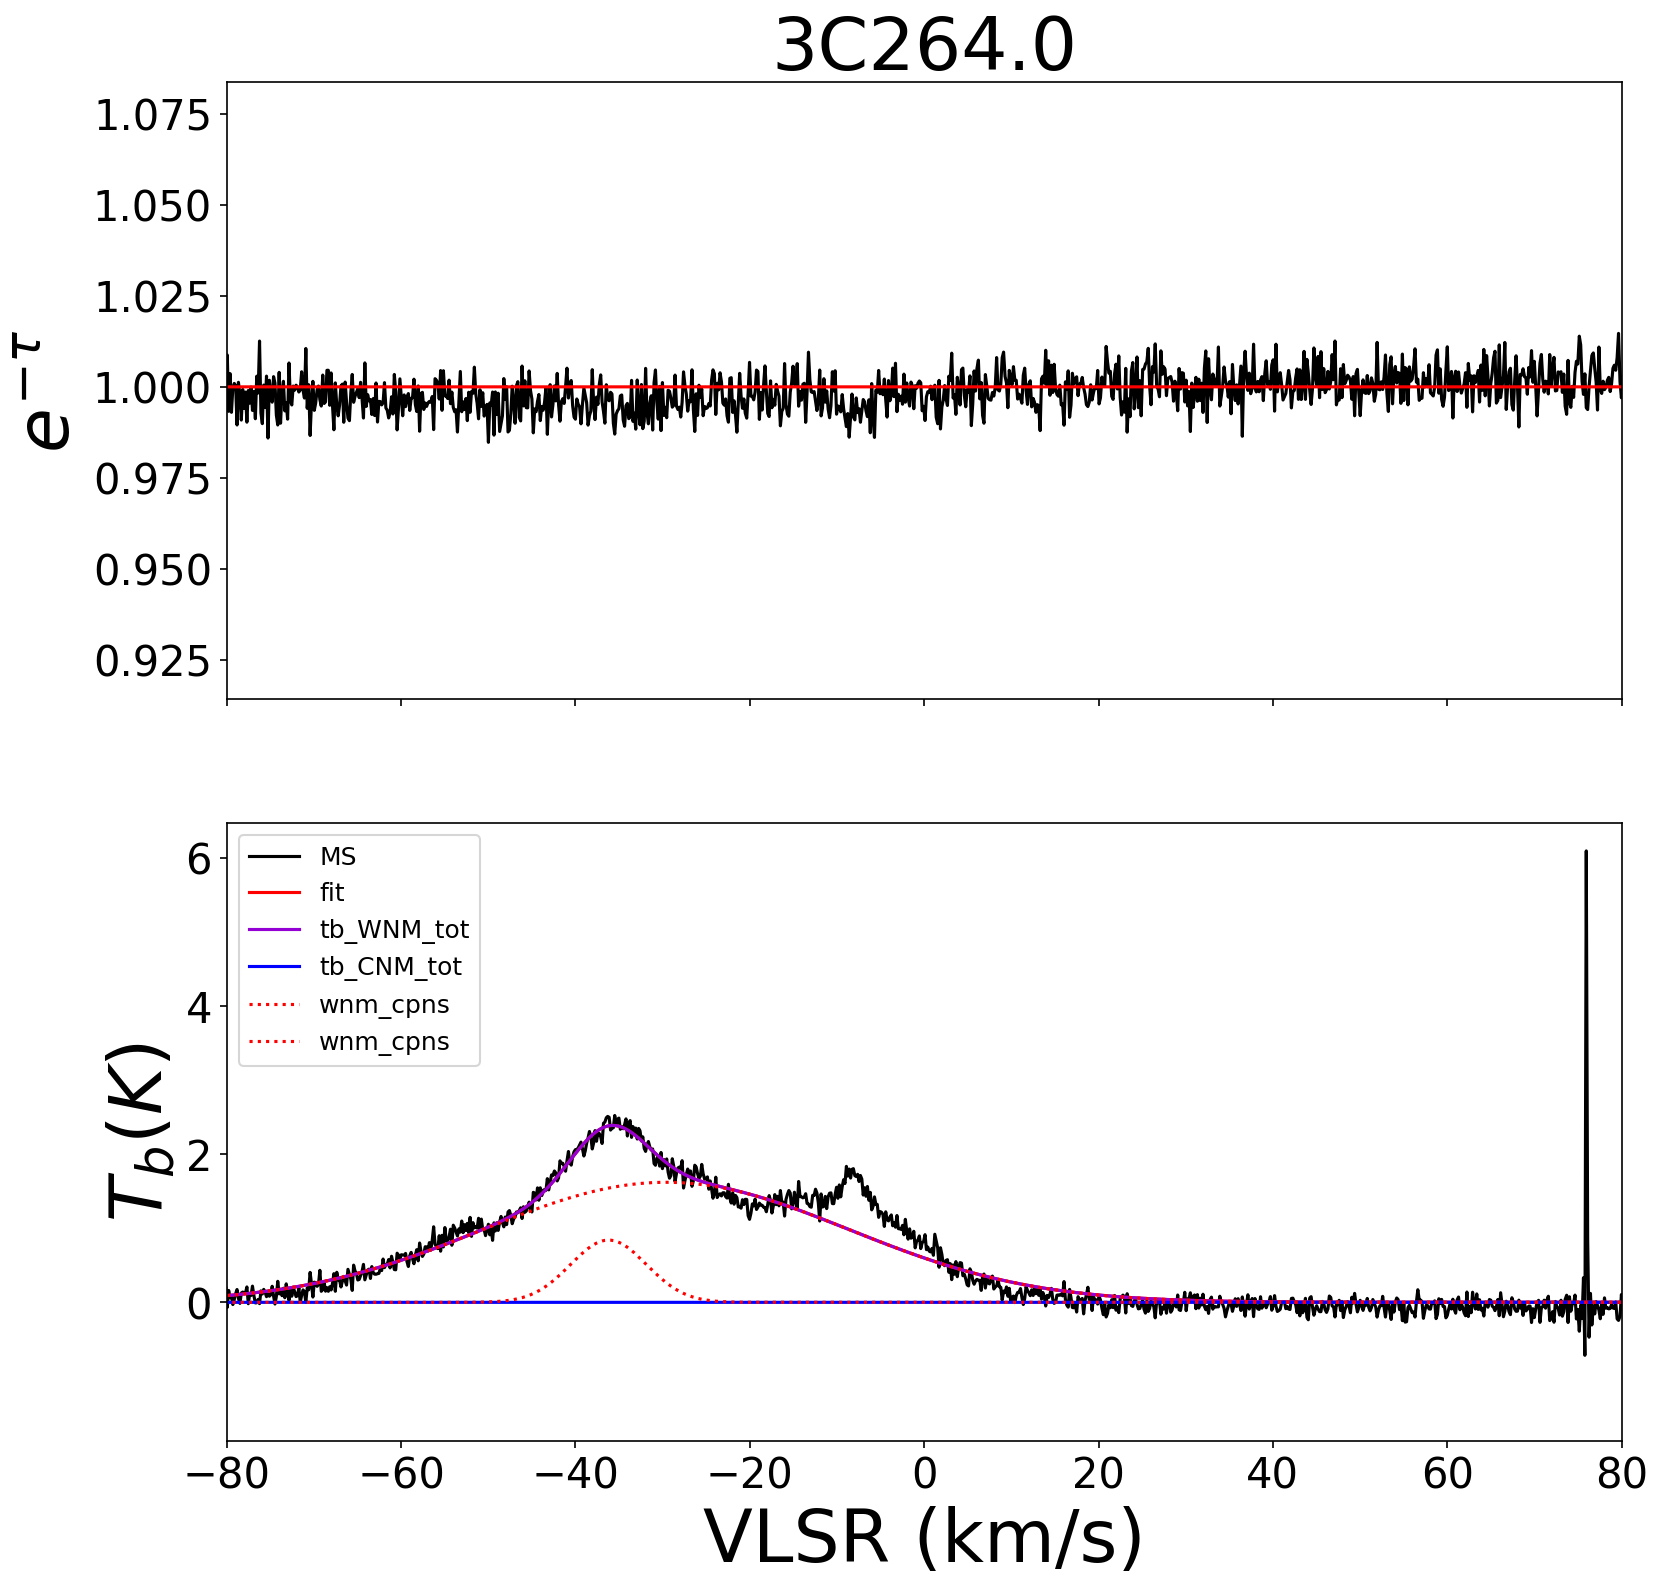 3C264.0
1.075
1.050
1.025
1.000
0.975
0.950
0.925
e^{−τ}
6
4
2
0
T_b(K)
MS
fit
tb_WNM_tot
tb_CNM_tot
wnm_cpns
wnm_cpns
−80 −60 −40 −20 0 20 40 60 80
VLSR (km/s)